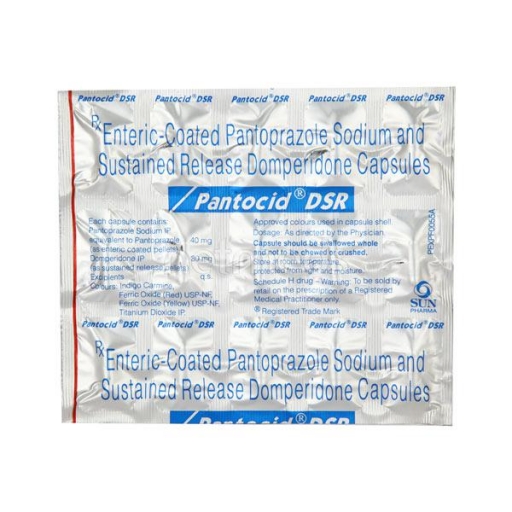 Pantocid® DSR Pantocid® DSR Pantocid® DSR Pantocid® DSR Pantocid® DSR
Rx Enteric-Coated Pantoprazole Sodium and
Sustained Release Domperidone Capsules
Pantocid® DSR
Each capsule contains:
Pantoprazole Sodium IP
equivalent to Pantoprazole 40 mg
(as enteric coated pellets)
Domperidone IP 30 mg
(as sustained release pellets)
Excipients q.s.
Colours: Indigo Carmine,
Ferric Oxide (Red) USP-NF,
Ferric Oxide (Yellow) USP-NF,
Titanium Dioxide IP.
Approved colours used in capsule shell.
Dosage: As directed by the Physician.
Capsule should be swallowed whole
and not to be chewed or crushed.
Store at room temperature,
protected from light and moisture.
Schedule H drug – Warning: To be sold by
retail on the prescription of a Registered
Medical Practitioner only.
® Registered Trade Mark
SUN
PHARMA
Pantocid® DSR Pantocid® DSR Pantocid® DSR Pantocid® DSR Pantocid® DSR
Rx Enteric-Coated Pantoprazole Sodium and
Sustained Release Domperidone Capsules
Pantocid® DSR